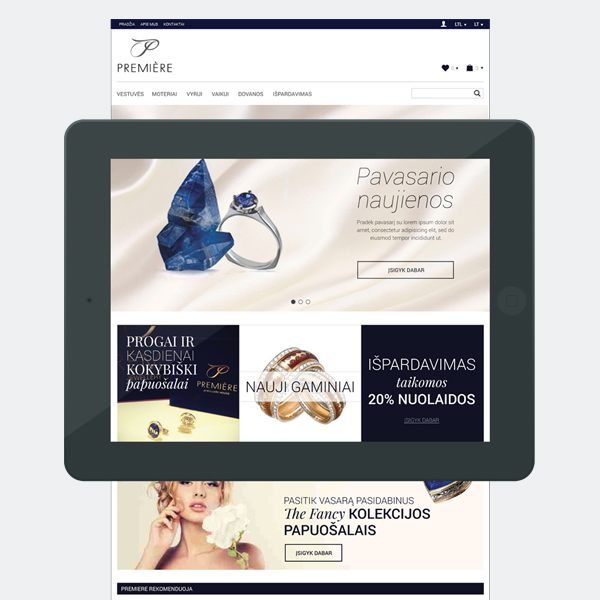 PRADŽIA APIE MUS KONTAKTAI
LTL LT
PREMIÈRE
VESTUVĖS MOTERIAI VYRUI VAIKUI DOVANOS IŠPARDAVIMAS
Pavasario
naujienos
Pradėk pavasarį su lorem ipsum dolor sit
amet, consectetur adipisicing elit, sed do
eiusmod tempor incididunt ut.
ĮSIGYK DABAR
PROGAI IR
KASDIENAI
KOKYBIŠKI
papuošalai
PREMIÈRE
NAUJI GAMINIAI
IŠPARDAVIMAS
taikomos
20% NUOLAIDOS
ĮSIGYK DABAR
PASITIK VASARĄ PASIDABINUS
The Fancy KOLEKCIJOS
PAPUOŠALAIS
ĮSIGYK DABAR
PREMIERE REKOMENDUOJA